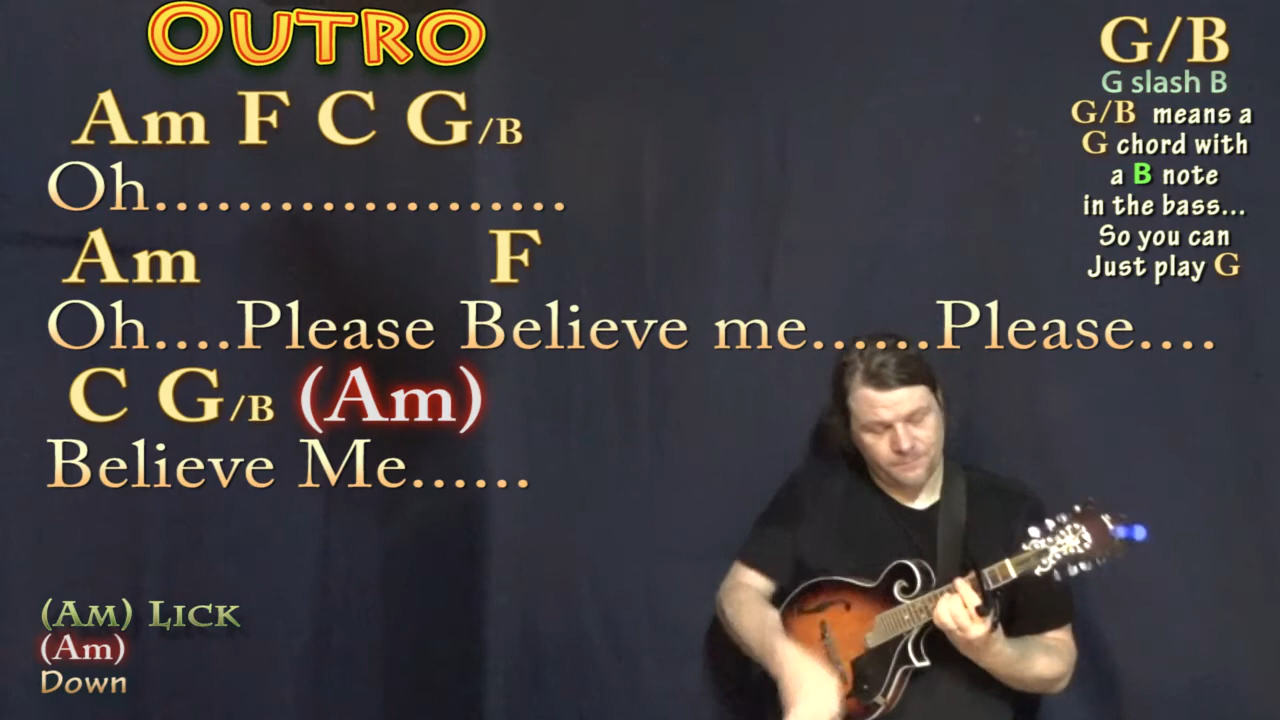 OUTRO
Am F C G/B
Oh....................
Am F
Oh....Please Believe me......Please....
C G/B (Am)
Believe Me......
(Am) Lick
(Am)
Down
G/B
G slash B
G/B means a
G chord with
a B note
in the bass...
So you can
Just play G